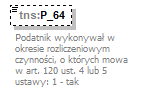 tns:P_64
Podatnik wykonywał w
okresie rozliczeniowym
czynności, o których mowa
w art. 120 ust. 4 lub 5
ustawy: 1 - tak